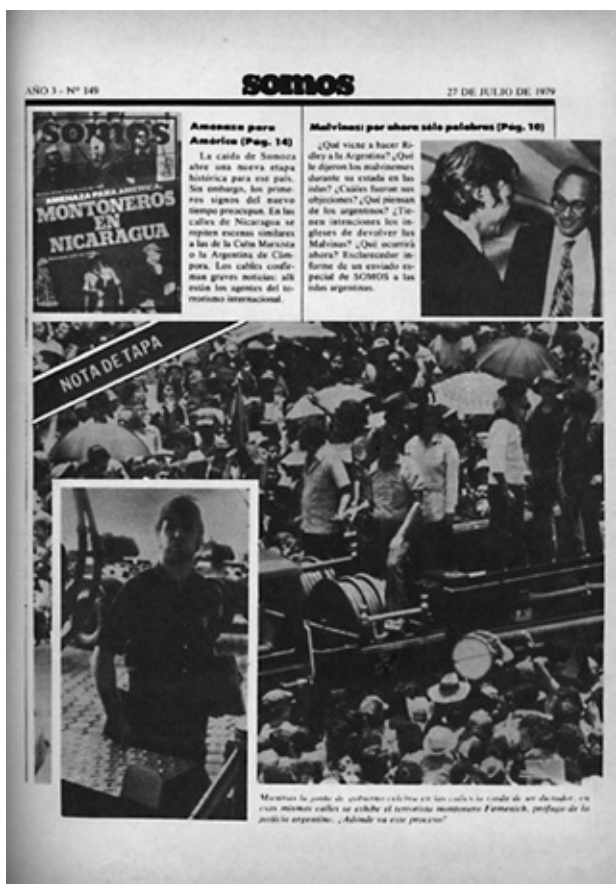 AÑO 3 - Nº 149
somos
27 DE JULIO DE 1979
somos
AMENAZA PARA AMERICA:
MONTONEROS
EN
NICARAGUA
Amenaza para
América (Pág. 14)
La caída de Somoza
abre una nueva etapa
histórica para ese país.
Sin embargo, los prime-
ros signos del nuevo
tiempo preocupan. En las
calles de Nicaragua se
repiten escenas similares
a las de la Cuba Marxista
o la Argentina de Cám-
pora. Los cables confir-
man graves noticias: allí
están los agentes del te-
rrorismo internacional.
Malvinas: por ahora sólo palabras (Pág. 10)
¿Qué viene a hacer Ri-
dley a la Argentina? ¿Qué
le dijeron los malvinenses
durante su estada en las
islas? ¿Cuáles fueron sus
objeciones? ¿Qué piensan
de los argentinos? ¿Tie-
nen intenciones los in-
gleses de devolver las
Malvinas? ¿Qué ocurrirá
ahora? Esclarecedor in-
forme de un enviado es-
pecial de SOMOS a las
islas argentinas.
NOTA DE TAPA
Mientras la junta de gobierno celebra en las calles la caída de un dictador, en
esas mismas calles se exhibe el terrorista montonero Firmenich, prófugo de la
justicia argentina. ¿Adónde va este proceso?